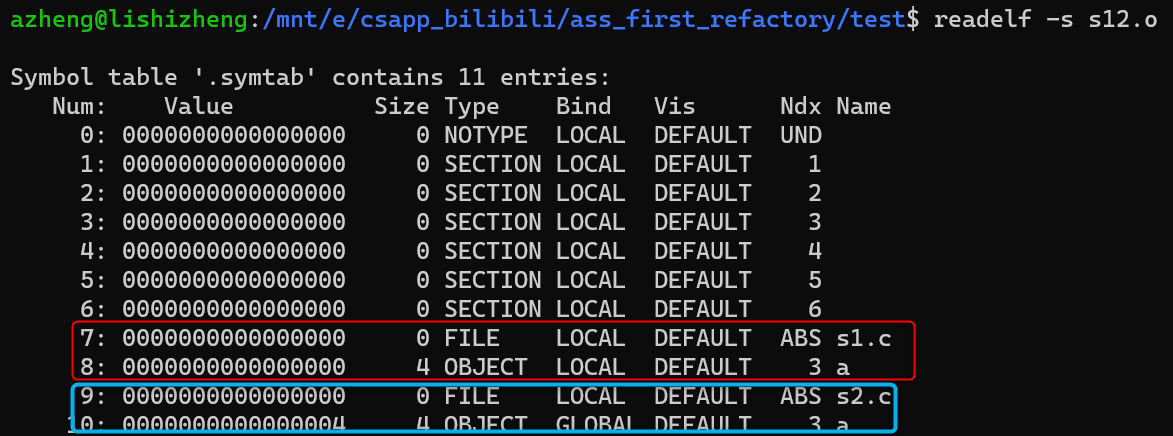 azheng@lishizheng:/mnt/e/csapp_bilibili/ass_first_refactory/test$ readelf -s s12.o
Symbol table '.symtab' contains 11 entries:
Num: Value Size Type Bind Vis Ndx Name
0: 0000000000000000 0 NOTYPE LOCAL DEFAULT UND
1: 0000000000000000 0 SECTION LOCAL DEFAULT 1
2: 0000000000000000 0 SECTION LOCAL DEFAULT 2
3: 0000000000000000 0 SECTION LOCAL DEFAULT 3
4: 0000000000000000 0 SECTION LOCAL DEFAULT 4
5: 0000000000000000 0 SECTION LOCAL DEFAULT 5
6: 0000000000000000 0 SECTION LOCAL DEFAULT 6
7: 0000000000000000 0 FILE LOCAL DEFAULT ABS s1.c
8: 0000000000000000 4 OBJECT LOCAL DEFAULT 3 a
9: 0000000000000000 0 FILE LOCAL DEFAULT ABS s2.c
10: 0000000000000004 4 OBJECT GLOBAL DEFAULT 3 a